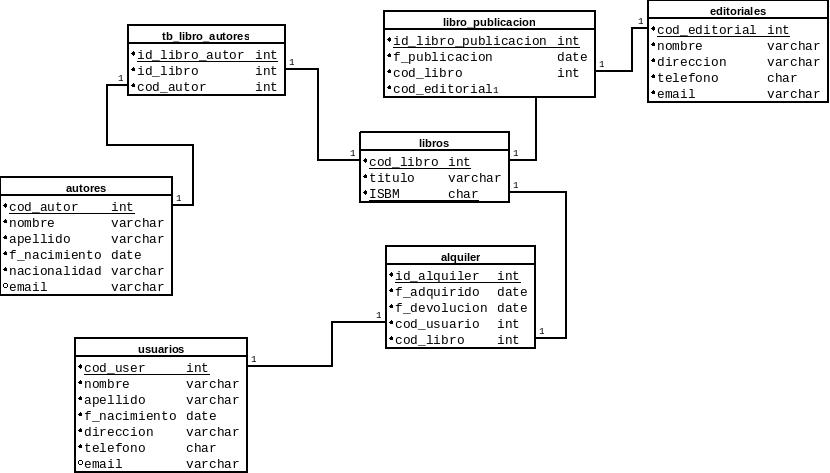 tb_libro_autores
id_libro_autor int
id_libro int
cod_autor int
1
1
libro_publicacion
id_libro_publicacion int
f_publicacion date
cod_libro int
cod_editorial
1
1
editoriales
cod_editorial int
nombre varchar
direccion varchar
telefono char
email varchar
1
libros
cod_libro int
titulo varchar
ISBM char
1
1
1
autores
cod_autor int
nombre varchar
apellido varchar
f_nacimiento date
nacionalidad varchar
email varchar
1
alquiler
id_alquiler int
f_adquirido date
f_devolucion date
cod_usuario int
cod_libro int
1
1
usuarios
cod_user int
nombre varchar
apellido varchar
f_nacimiento date
direccion varchar
telefono char
email varchar
1